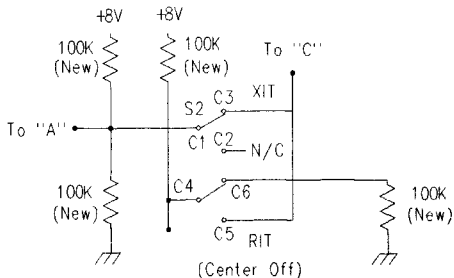 +8V +8V
100K
(New)
100K
(New)
To "C"
S2
C3
XIT
To "A"
C1
C2
N/C
100K
(New)
C4
C6
100K
(New)
C5
RIT
(Center Off)